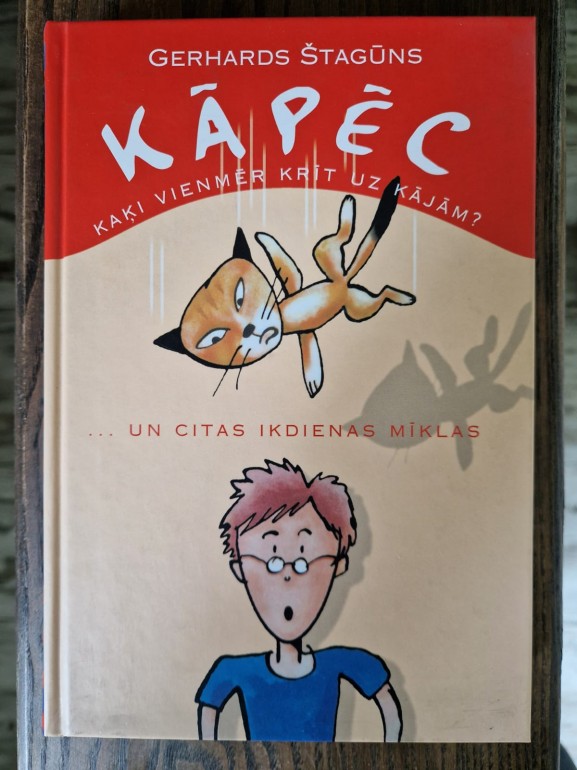 GERHARDS ŠTAGŪNS
KĀPĒC
KAĶI VIENMĒR KRĪT UZ KĀJĀM?
... UN CITAS IKDIENAS MĪKLAS